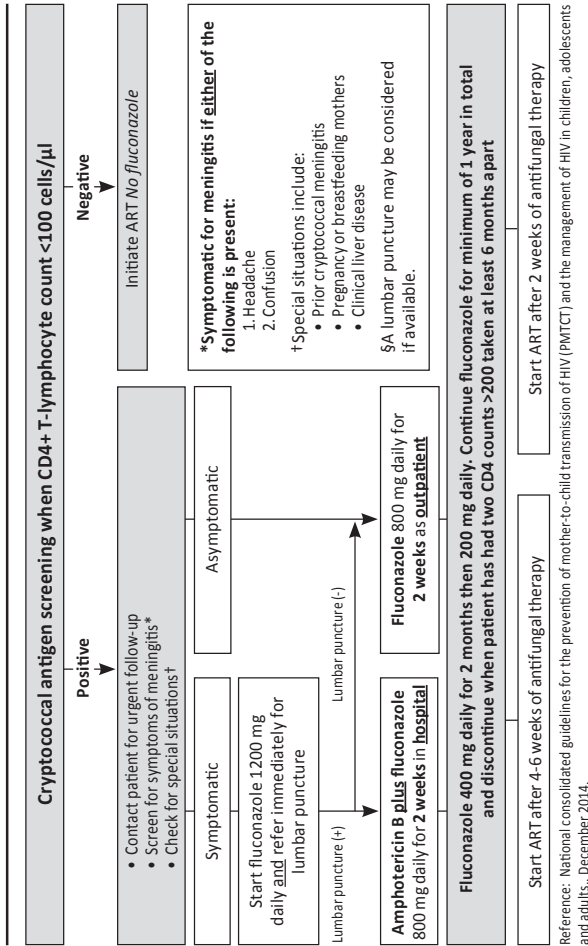 Cryptococcal antigen screening when CD4+ T-lymphocyte count <100 cells/µl
Positive
Negative
• Contact patient for urgent follow-up
• Screen for symptoms of meningitis*
• Check for special situations†
Initiate ART No fluconazole
Symptomatic
Asymptomatic
Start fluconazole 1200 mg
daily and refer immediately for
lumbar puncture
Lumbar puncture (+)
Lumbar puncture (-)
Amphotericin B plus fluconazole
800 mg daily for 2 weeks in hospital
Fluconazole 800 mg daily for
2 weeks as outpatient
*Symptomatic for meningitis if either of the
following is present:
1. Headache
2. Confusion
†Special situations include:
• Prior cryptococcal meningitis
• Pregnancy or breastfeeding mothers
• Clinical liver disease
§A lumbar puncture may be considered
if available.
Fluconazole 400 mg daily for 2 months then 200 mg daily. Continue fluconazole for minimum of 1 year in total
and discontinue when patient has had two CD4 counts >200 taken at least 6 months apart
Start ART after 4-6 weeks of antifungal therapy
Start ART after 2 weeks of antifungal therapy
Reference: National consolidated guidelines for the prevention of mother-to-child transmission of HIV (PMTCT) and the management of HIV in children, adolescents
and adults., December 2014.